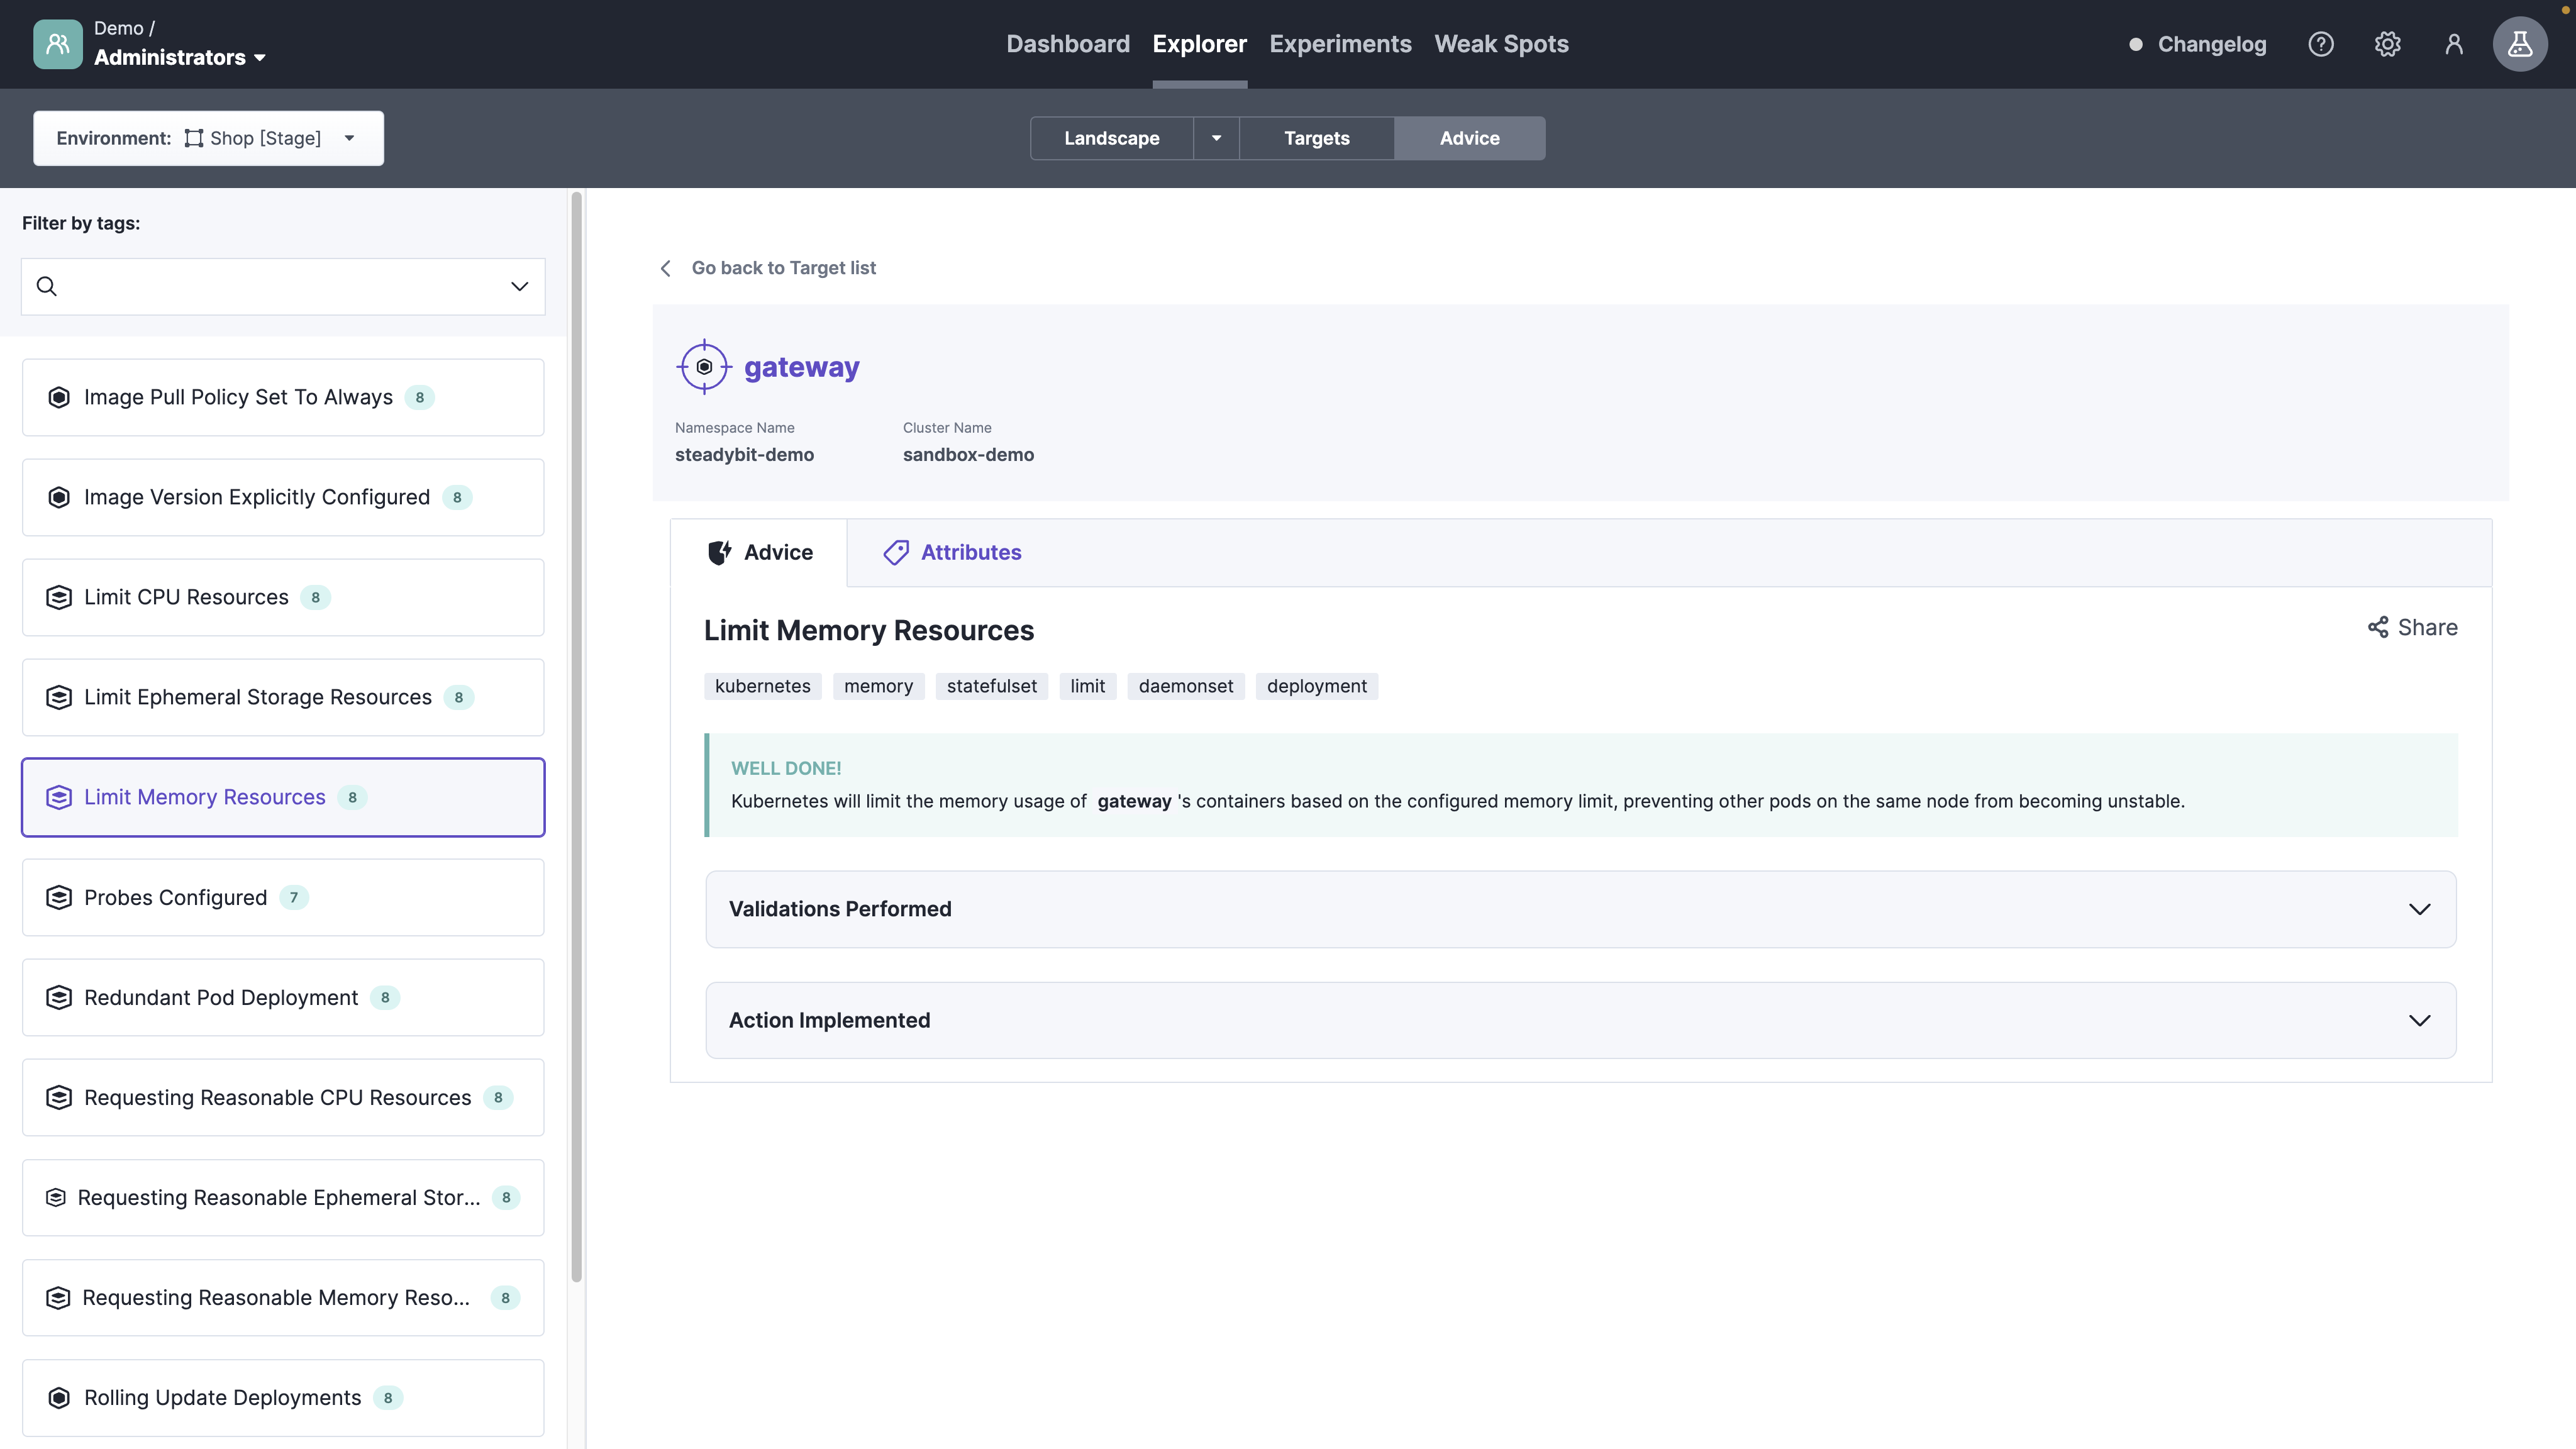 Demo /
Administrators
Dashboard Explorer Experiments Weak Spots
Changelog
Environment: Shop [Stage]
Landscape Targets Advice
Filter by tags:
Image Pull Policy Set To Always 8
Image Version Explicitly Configured 8
Limit CPU Resources 8
Limit Ephemeral Storage Resources 8
Limit Memory Resources 8
Probes Configured 7
Redundant Pod Deployment 8
Requesting Reasonable CPU Resources 8
Requesting Reasonable Ephemeral Stor... 8
Requesting Reasonable Memory Reso... 8
Rolling Update Deployments 8
Go back to Target list
gateway
Namespace Name Cluster Name
steadybit-demo sandbox-demo
Advice Attributes
Limit Memory Resources Share
kubernetes memory statefulset limit daemonset deployment
WELL DONE!
Kubernetes will limit the memory usage of gateway 's containers based on the configured memory limit, preventing other pods on the same node from becoming unstable.
Validations Performed
Action Implemented